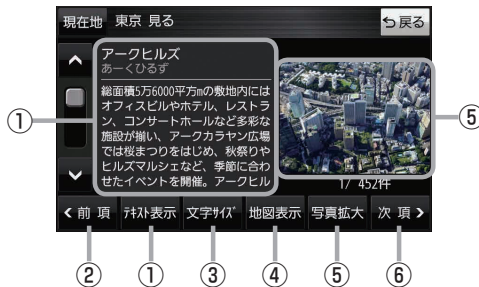 現在地 東京 見る
戻る
アークヒルズ
あーくひるず
総面積5万6000平方mの敷地内には
オフィスビルやホテル、レストラ
ン、コンサートホールなど多彩な
施設が揃い、アークカラヤン広場
では桜まつりをはじめ、秋祭りや
ヒルズマルシェなど、季節に合わ
せたイベントを開催。アークヒル
1/ 452件
①
⑤
前 項
ﾃｷｽﾄ表示
文字ｻｲｽﾞ
地図表示
写真拡大
次 項
②
①
③
④
⑤
⑥